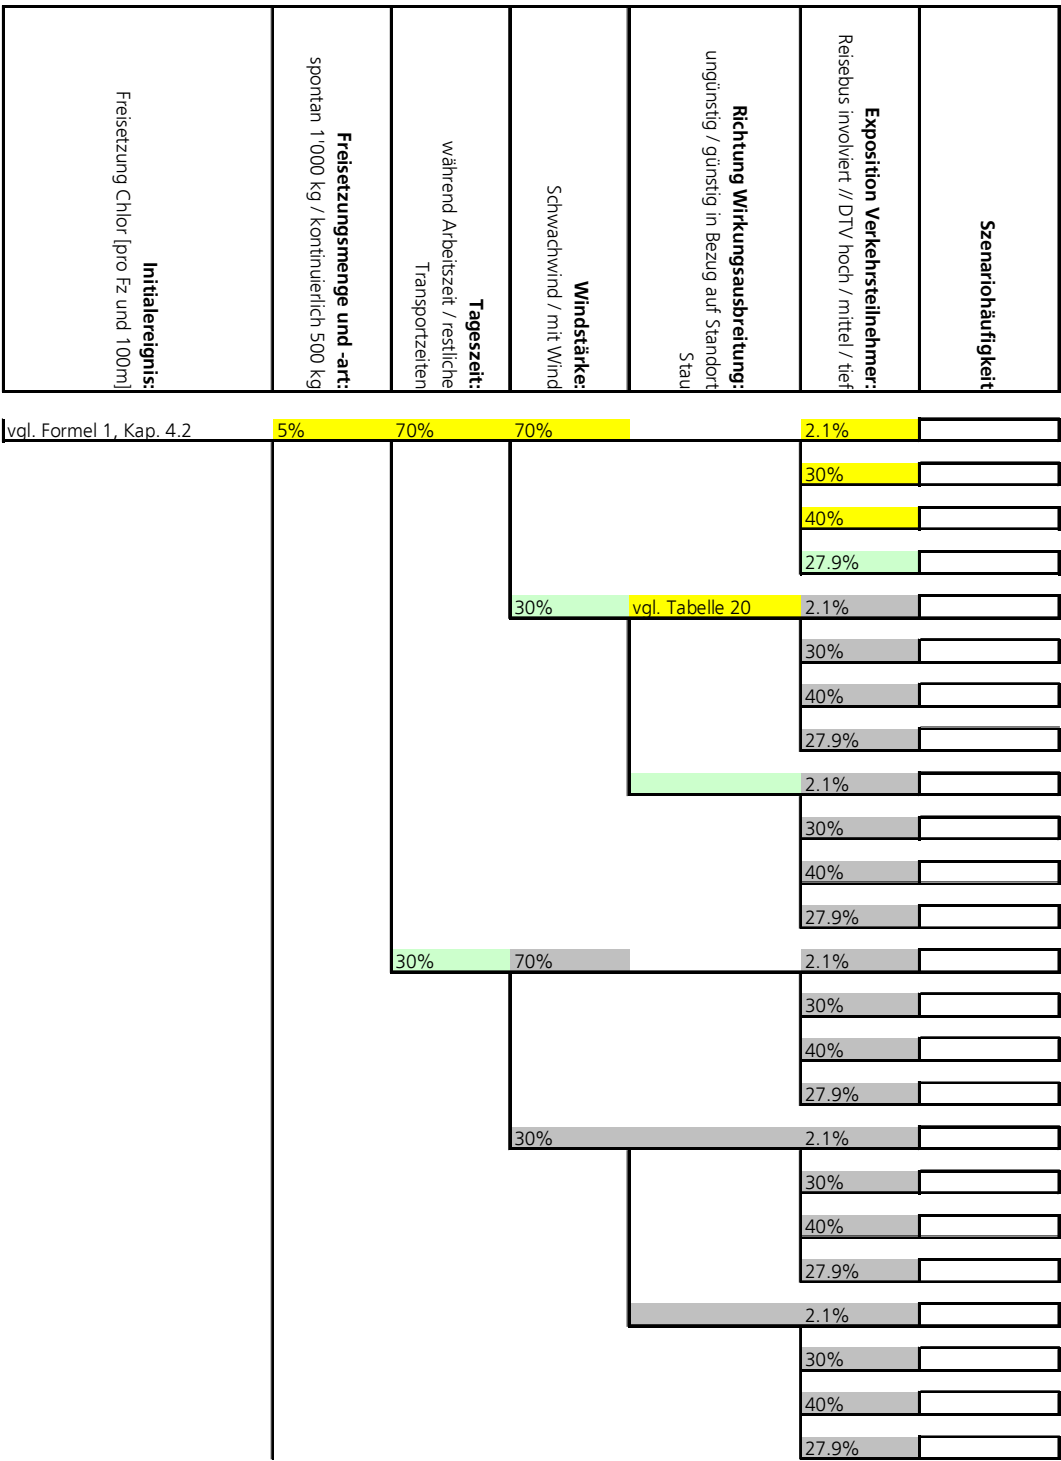 Initialereignis:
Freisetzung Chlor [pro Fz und 100m]
Freisetzungsmenge und -art:
spontan 1'000 kg / kontinuierlich 500 kg
Tageszeit:
während Arbeitszeit / restliche
Transportzeiten
Windstärke:
Schwachwind / mit Wind
Richtung Wirkungsausbreitung:
ungünstig / günstig in Bezug auf Standort
Stau
Exposition Verkehrsteilnehmer:
Reisebus involviert // DTV hoch / mittel / tief
Szenariohäufigkeit
vgl. Formel 1, Kap. 4.2 5% 70% 70% 2.1%
30%
40%
27.9%
30% vgl. Tabelle 20 2.1%
30%
40%
27.9%
2.1%
30%
40%
27.9%
30% 70% 2.1%
30%
40%
27.9%
30% 2.1%
30%
40%
27.9%
2.1%
30%
40%
27.9%